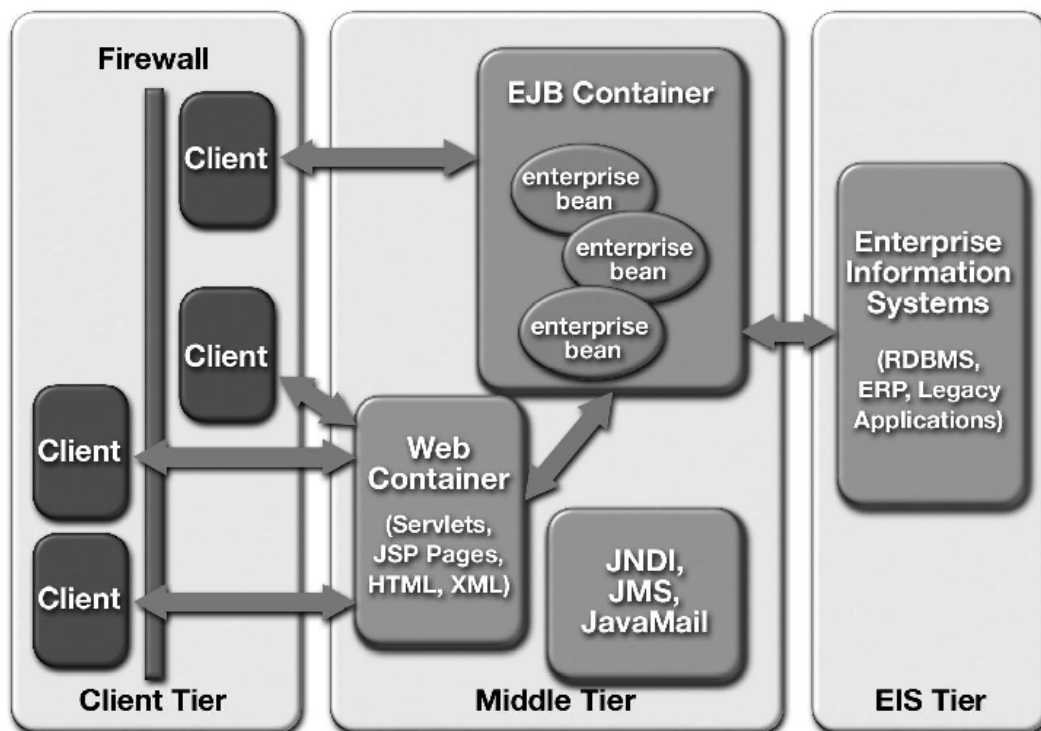 Firewall
Client
Client
Client
Client
Client Tier
EJB Container
enterprise
bean
enterprise
bean
enterprise
bean
Web
Container
(Servlets,
JSP Pages,
HTML, XML)
JNDI,
JMS,
JavaMail
Middle Tier
Enterprise
Information
Systems
(RDBMS,
ERP, Legacy
Applications)
EIS Tier